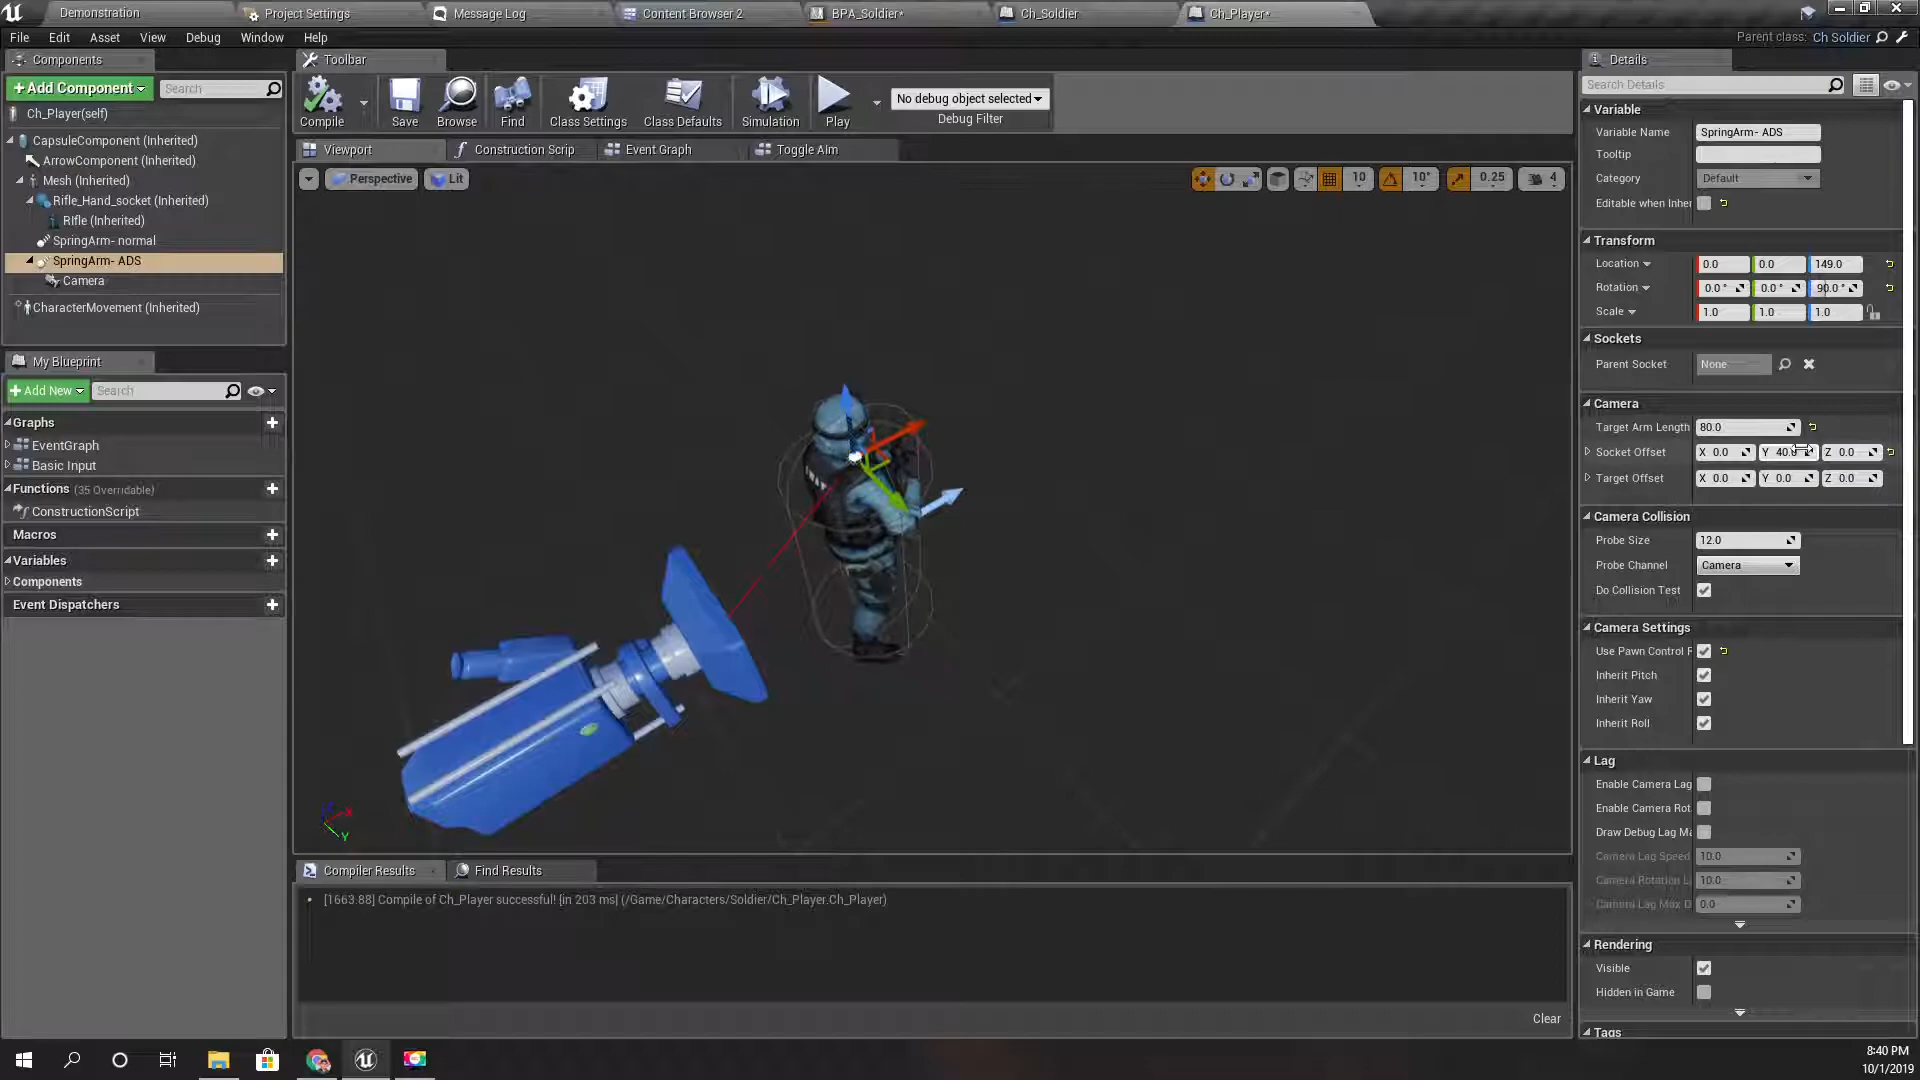 Demonstration
Project Settings
Message Log
Content Browser 2
BPA_Soldier*
Ch_Soldier
Ch_Player*
File Edit Asset View Debug Window Help
Parent class: Ch Soldier
Components
Toolbar
Details
+Add Component
Search
Search Details
Ch_Player(self)
Compile
Save
Browse
Find
Class Settings
Class Defaults
Simulation
Play
No debug object selected
Debug Filter
CapsuleComponent (Inherited)
ArrowComponent (Inherited)
Mesh (Inherited)
Rifle_Hand_socket (Inherited)
RIfle (Inherited)
SpringArm- normal
SpringArm- ADS
Camera
CharacterMovement (Inherited)
Viewport
Construction Scrip
Event Graph
Toggle AIm
Perspective
Lit
10
10°
0.25
4
Variable
Variable Name SpringArm- ADS
Tooltip
Category Default
Editable when Inher
Transform
Location 0.0 0.0 149.0
Rotation 0.0 ° 0.0 ° 90.0 °
Scale 1.0 1.0 1.0
Sockets
Parent Socket None
Camera
Target Arm Length 80.0
Socket Offset X 0.0 Y 40.0 Z 0.0
Target Offset X 0.0 Y 0.0 Z 0.0
Camera Collision
Probe Size 12.0
Probe Channel Camera
Do Collision Test
Camera Settings
Use Pawn Control R
Inherit Pitch
Inherit Yaw
Inherit Roll
Lag
Enable Camera Lag
Enable Camera Rot
Draw Debug Lag Ma
Camera Lag Speed 10.0
Camera Rotation L 10.0
Camera Lag Max D 0.0
Rendering
Visible
Hidden in Game
Tags
My Blueprint
+Add New
Search
Graphs
EventGraph
Basic Input
Functions (35 Overridable)
ConstructionScript
Macros
Variables
Components
Event Dispatchers
X
Y
Compiler Results
Find Results
[1663.88] Compile of Ch_Player successful! [in 203 ms] (/Game/Characters/Soldier/Ch_Player.Ch_Player)
Clear
8:40 PM
10/1/2019